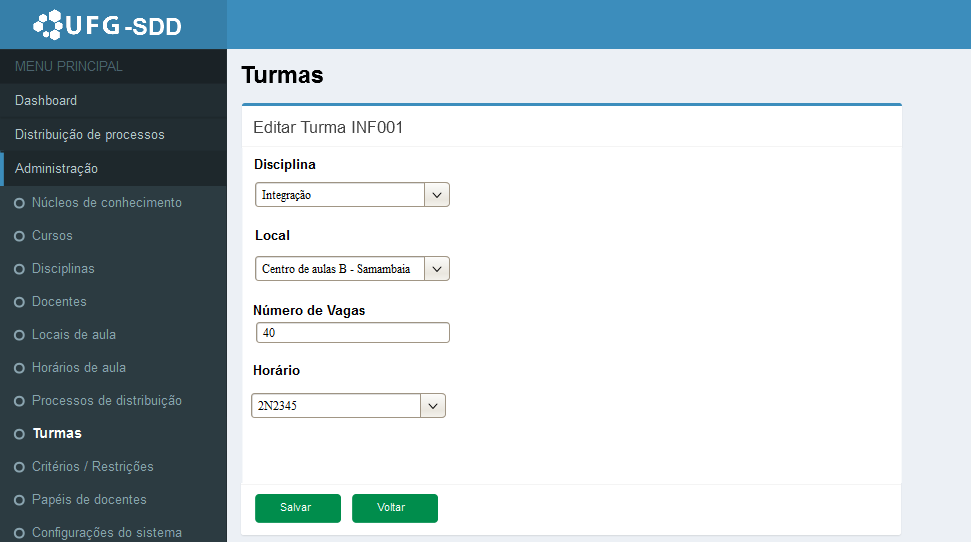 UFG-SDD
MENU PRINCIPAL
Dashboard
Distribuição de processos
Administração
Núcleos de conhecimento
Cursos
Disciplinas
Docentes
Locais de aula
Horários de aula
Processos de distribuição
Turmas
Critérios / Restrições
Papéis de docentes
Configurações do sistema
Turmas
Editar Turma INF001
Disciplina
Integração
Local
Centro de aulas B - Samambaia
Número de Vagas
40
Horário
2N2345
Salvar Voltar